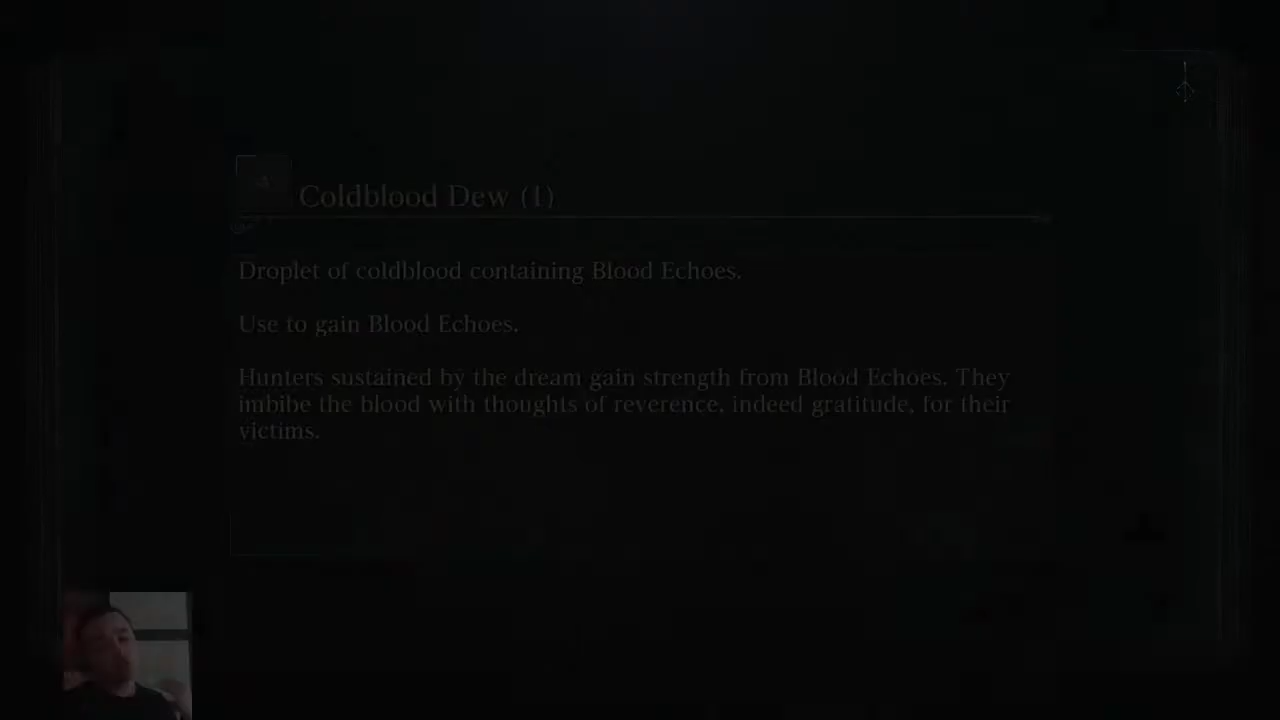 Coldblood Dew (1)
Droplet of coldblood containing Blood Echoes.
Use to gain Blood Echoes.
Hunters sustained by the dream gain strength from Blood Echoes. They
imbibe the blood with thoughts of reverence, indeed gratitude, for their
victims.